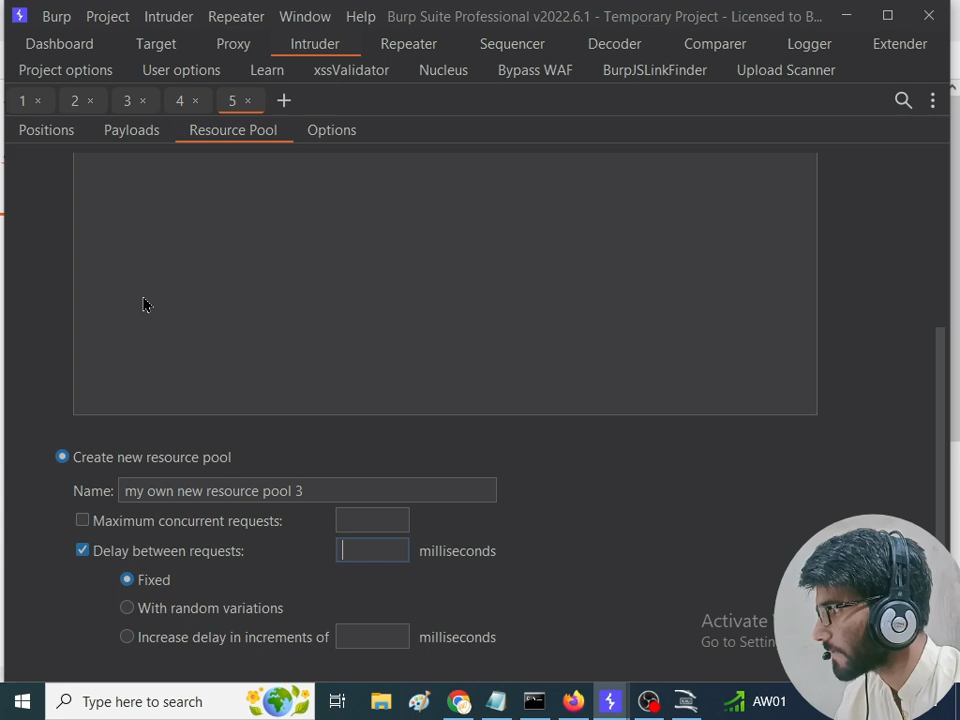 Burp Project Intruder Repeater Window Help Burp Suite Professional v2022.6.1 - Temporary Project - Licensed to B...
Dashboard Target Proxy Intruder Repeater Sequencer Decoder Comparer Logger Extender
Project options User options Learn xssValidator Nucleus Bypass WAF BurpJSLinkFinder Upload Scanner
1 × 2 × 3 × 4 × 5 × +
Positions Payloads Resource Pool Options
Create new resource pool
Name: my own new resource pool 3
Maximum concurrent requests:
Delay between requests: milliseconds
Fixed
With random variations
Increase delay in increments of milliseconds
Activate
Go to Settin
Type here to search AW01